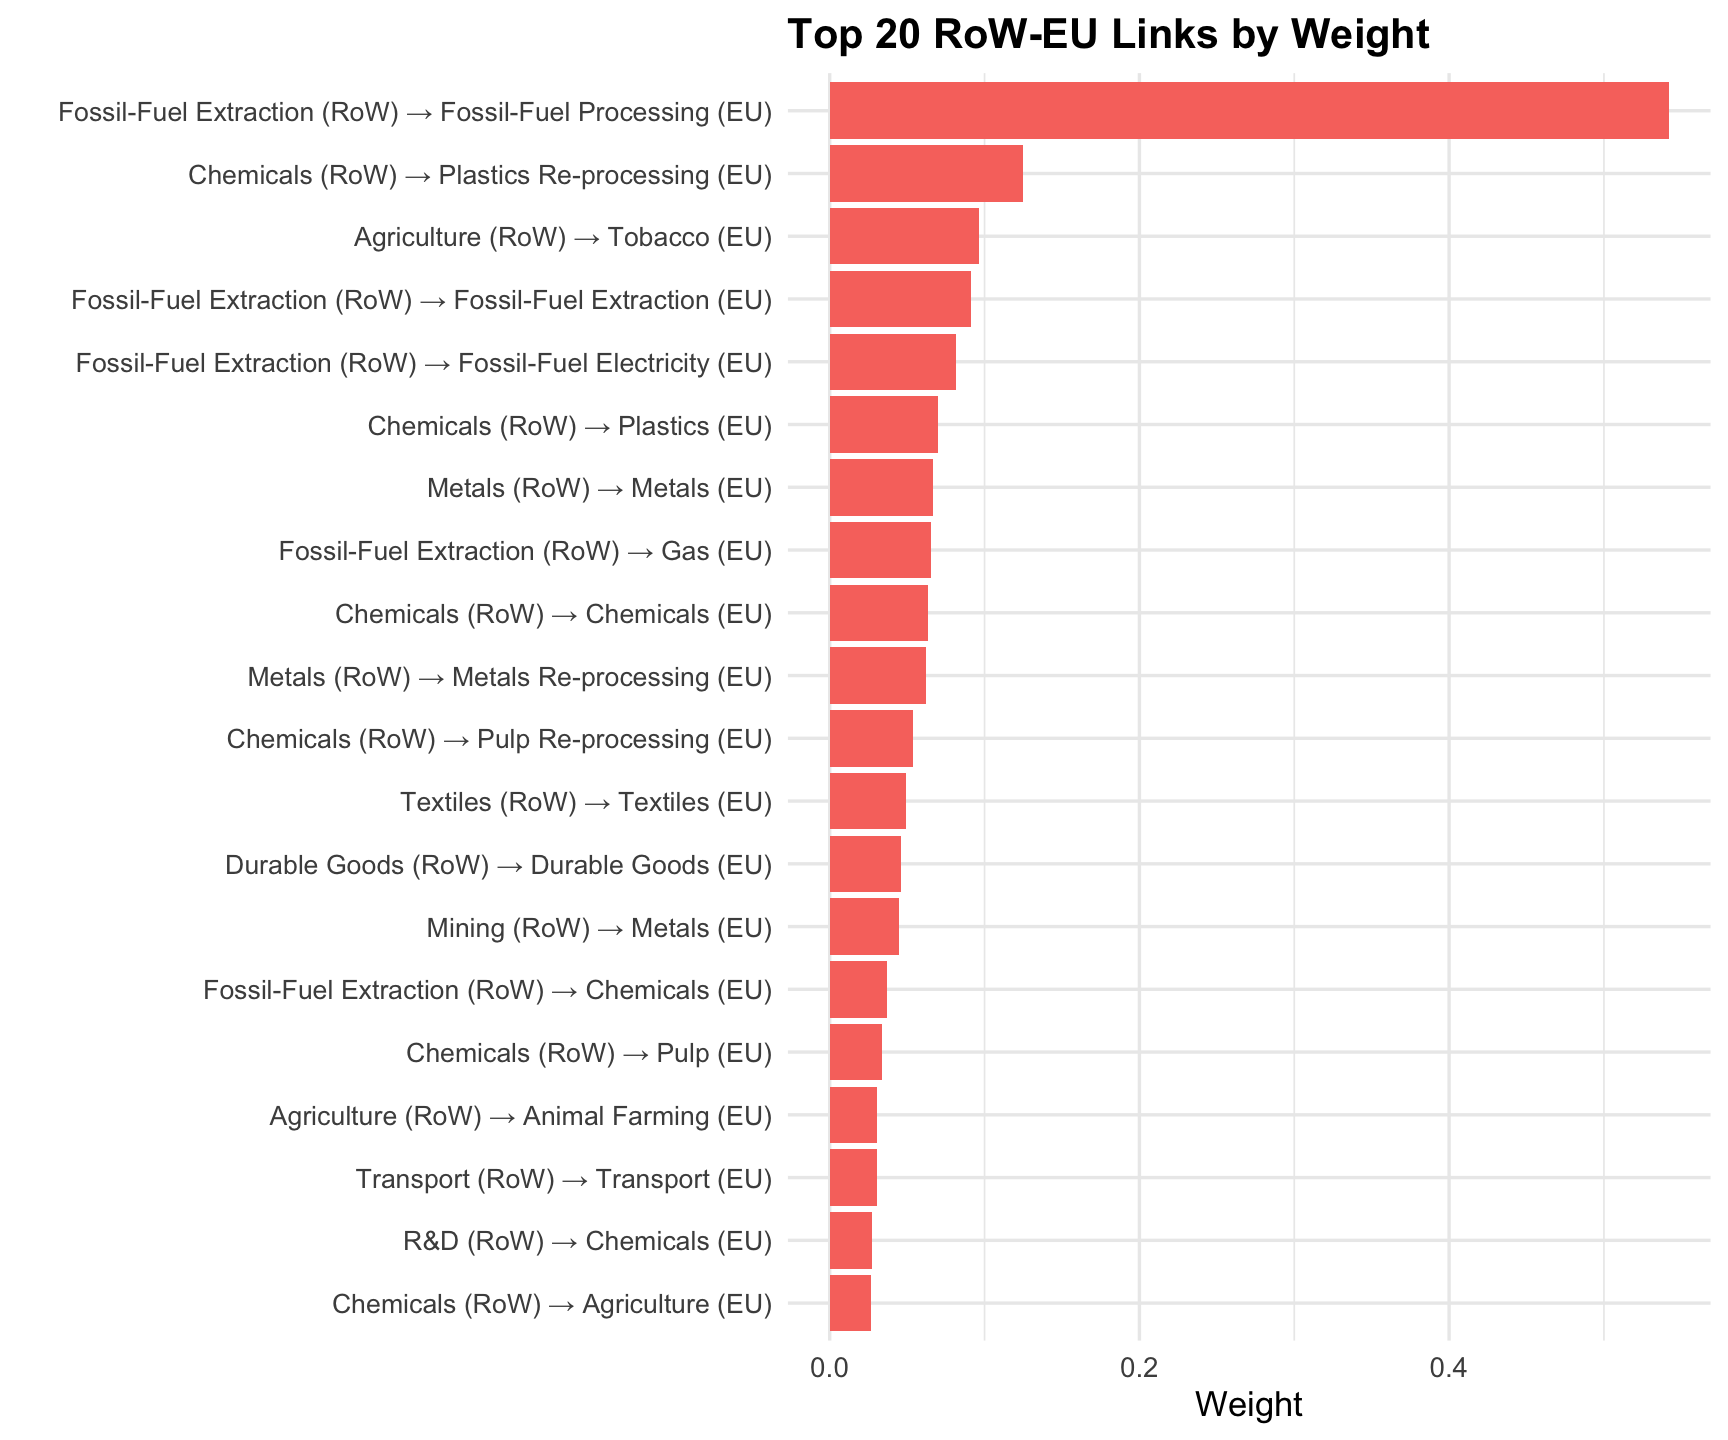 Top 20 RoW-EU Links by Weight
Fossil-Fuel Extraction (RoW) → Fossil-Fuel Processing (EU)
Chemicals (RoW) → Plastics Re-processing (EU)
Agriculture (RoW) → Tobacco (EU)
Fossil-Fuel Extraction (RoW) → Fossil-Fuel Extraction (EU)
Fossil-Fuel Extraction (RoW) → Fossil-Fuel Electricity (EU)
Chemicals (RoW) → Plastics (EU)
Metals (RoW) → Metals (EU)
Fossil-Fuel Extraction (RoW) → Gas (EU)
Chemicals (RoW) → Chemicals (EU)
Metals (RoW) → Metals Re-processing (EU)
Chemicals (RoW) → Pulp Re-processing (EU)
Textiles (RoW) → Textiles (EU)
Durable Goods (RoW) → Durable Goods (EU)
Mining (RoW) → Metals (EU)
Fossil-Fuel Extraction (RoW) → Chemicals (EU)
Chemicals (RoW) → Pulp (EU)
Agriculture (RoW) → Animal Farming (EU)
Transport (RoW) → Transport (EU)
R&D (RoW) → Chemicals (EU)
Chemicals (RoW) → Agriculture (EU)
0.0 0.2 0.4
Weight